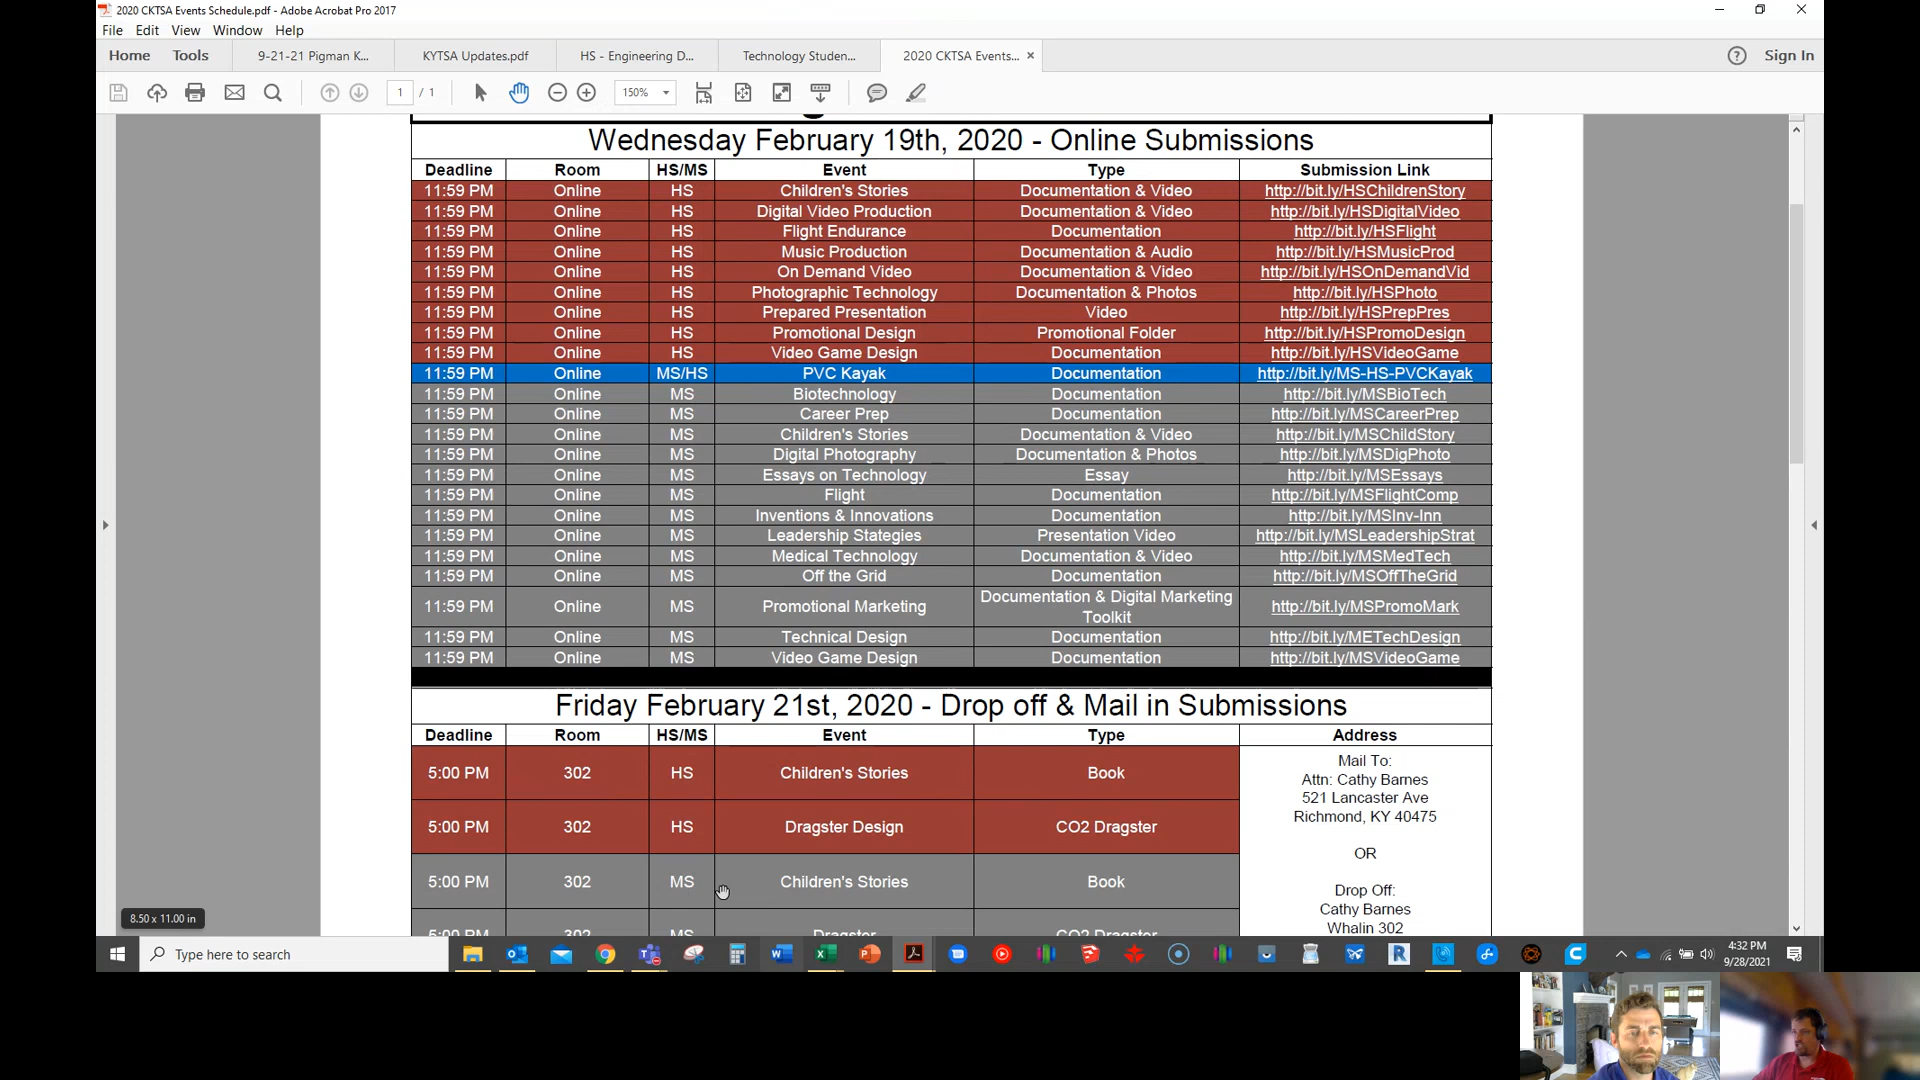 2020 CKTSA Events Schedule.pdf - Adobe Acrobat Pro 2017
File Edit View Window Help
Home Tools 9-21-21 Pigman K... KYTSA Updates.pdf HS - Engineering D... Technology Studen... 2020 CKTSA Events... × Sign In
1 / 1 150%
Wednesday February 19th, 2020 - Online Submissions
Deadline Room HS/MS Event Type Submission Link
11:59 PM Online HS Children's Stories Documentation & Video http://bit.ly/HSChildrenStory
11:59 PM Online HS Digital Video Production Documentation & Video http://bit.ly/HSDigitalVideo
11:59 PM Online HS Flight Endurance Documentation http://bit.ly/HSFlight
11:59 PM Online HS Music Production Documentation & Audio http://bit.ly/HSMusicProd
11:59 PM Online HS On Demand Video Documentation & Video http://bit.ly/HSOnDemandVid
11:59 PM Online HS Photographic Technology Documentation & Photos http://bit.ly/HSPhoto
11:59 PM Online HS Prepared Presentation Video http://bit.ly/HSPrepPres
11:59 PM Online HS Promotional Design Promotional Folder http://bit.ly/HSPromoDesign
11:59 PM Online HS Video Game Design Documentation http://bit.ly/HSVideoGame
11:59 PM Online MS/HS PVC Kayak Documentation http://bit.ly/MS-HS-PVCKayak
11:59 PM Online MS Biotechnology Documentation http://bit.ly/MSBioTech
11:59 PM Online MS Career Prep Documentation http://bit.ly/MSCareerPrep
11:59 PM Online MS Children's Stories Documentation & Video http://bit.ly/MSChildStory
11:59 PM Online MS Digital Photography Documentation & Photos http://bit.ly/MSDigPhoto
11:59 PM Online MS Essays on Technology Essay http://bit.ly/MSEssays
11:59 PM Online MS Flight Documentation http://bit.ly/MSFlightComp
11:59 PM Online MS Inventions & Innovations Documentation http://bit.ly/MSInv-Inn
11:59 PM Online MS Leadership Stategies Presentation Video http://bit.ly/MSLeadershipStrat
11:59 PM Online MS Medical Technology Documentation & Video http://bit.ly/MSMedTech
11:59 PM Online MS Off the Grid Documentation http://bit.ly/MSOffTheGrid
11:59 PM Online MS Promotional Marketing Documentation & Digital Marketing Toolkit http://bit.ly/MSPromoMark
11:59 PM Online MS Technical Design Documentation http://bit.ly/METechDesign
11:59 PM Online MS Video Game Design Documentation http://bit.ly/MSVideoGame
Friday February 21st, 2020 - Drop off & Mail in Submissions
Deadline Room HS/MS Event Type Address
5:00 PM 302 HS Children's Stories Book
5:00 PM 302 HS Dragster Design CO2 Dragster
5:00 PM 302 MS Children's Stories Book
5:00 PM 302 MS Dragster CO2 Dragster
Mail To:
Attn: Cathy Barnes
521 Lancaster Ave
Richmond, KY 40475
OR
Drop Off:
Cathy Barnes
Whalin 302
8.50 x 11.00 in
Type here to search
4:32 PM
9/28/2021